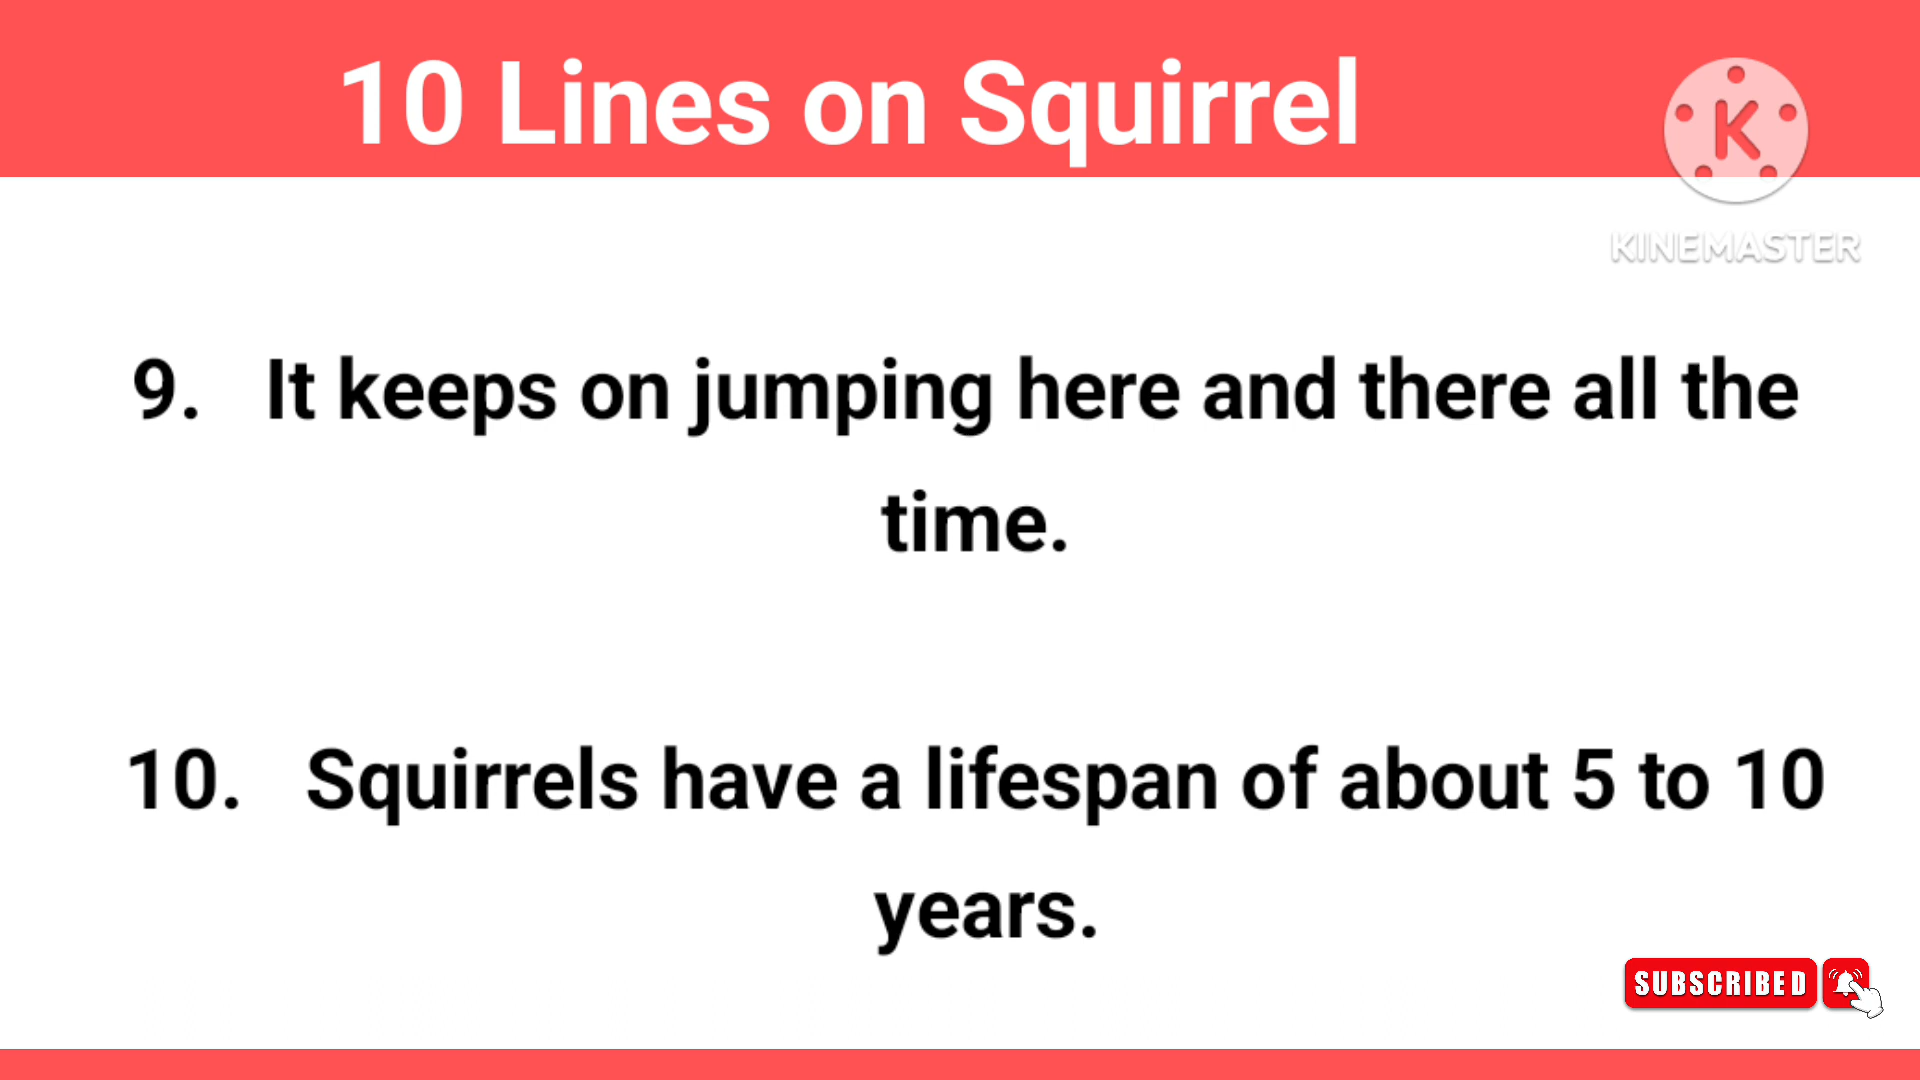 10 Lines on Squirrel
K
KINEMASTER
9. It keeps on jumping here and there all the
time.
10. Squirrels have a lifespan of about 5 to 10
years.
SUBSCRIBED